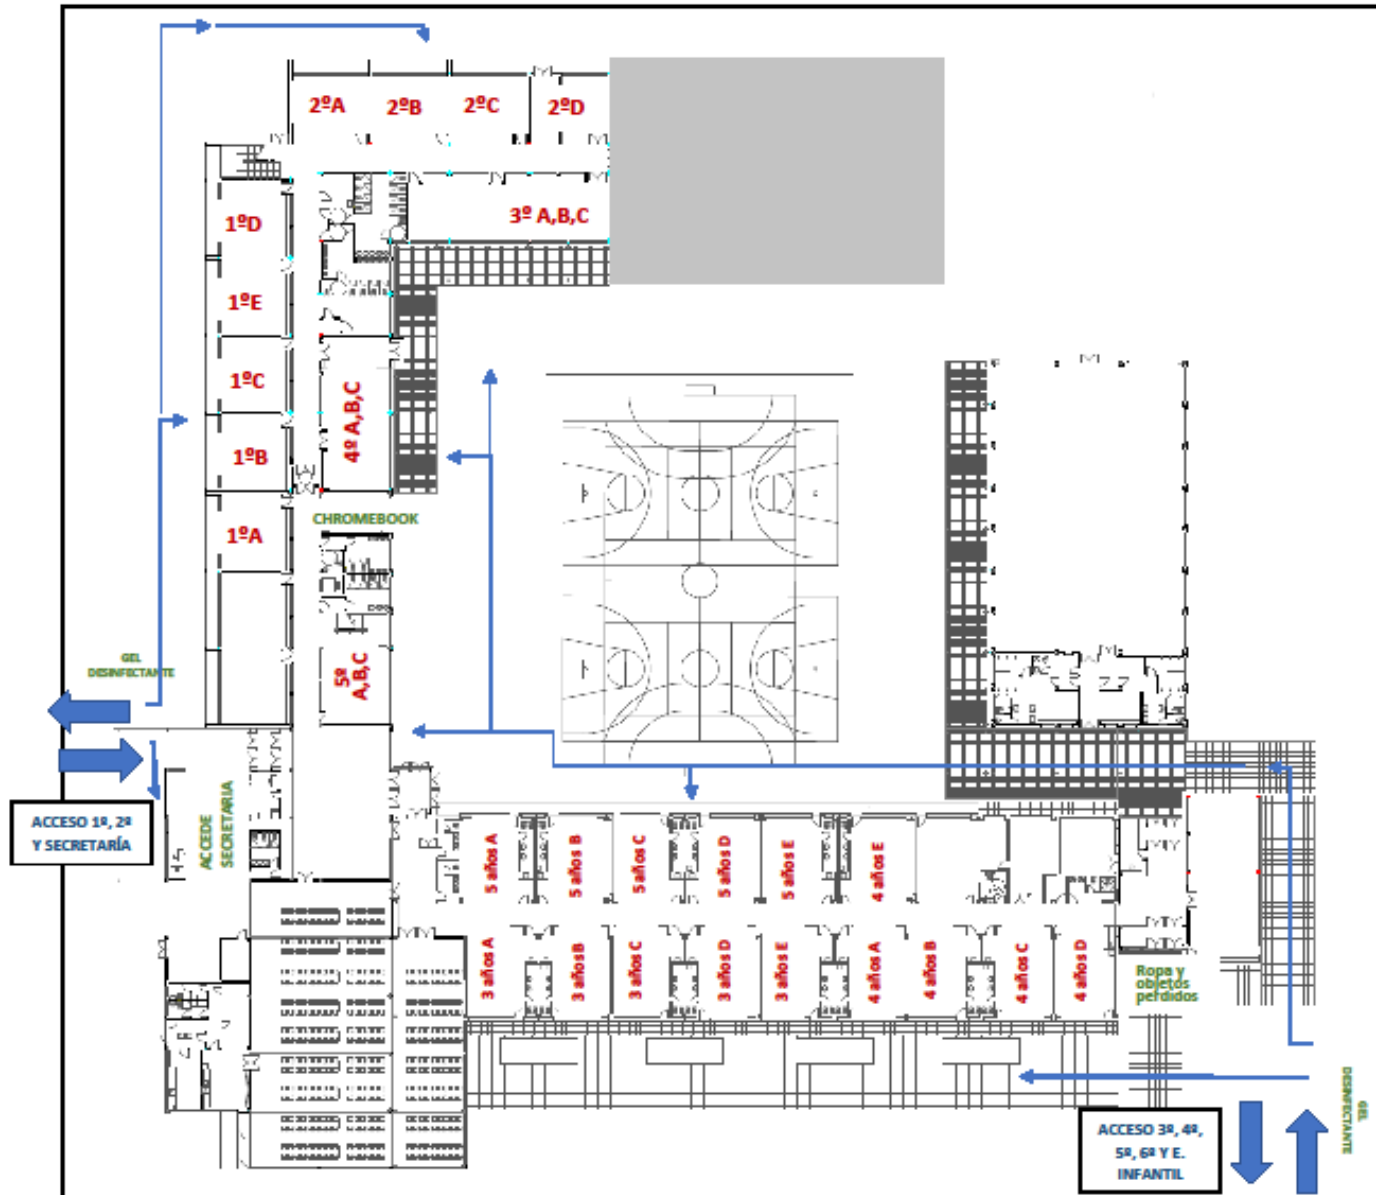 2ºA
2ºB
2ºC
2ºD
3º A,B,C
1ºD
1ºE
1ºC
1ºB
1ºA
4º A,B,C
CHROMEBOOK
5º
A,B,C
GEL
DESINFECTANTE
ACCESO 1º, 2º
Y SECRETARÍA
ACCEDE
SECRETARIA
5 años A
5 años B
5 años C
5 años D
5 años E
4 años E
3 años A
3 años B
3 años C
3 años D
3 años E
4 años A
4 años B
4 años C
4 años D
Ropa y
objetos
perdidos
ACCESO 3º, 4º,
5º, 6º Y E.
INFANTIL
GEL
DESINFECTANTE